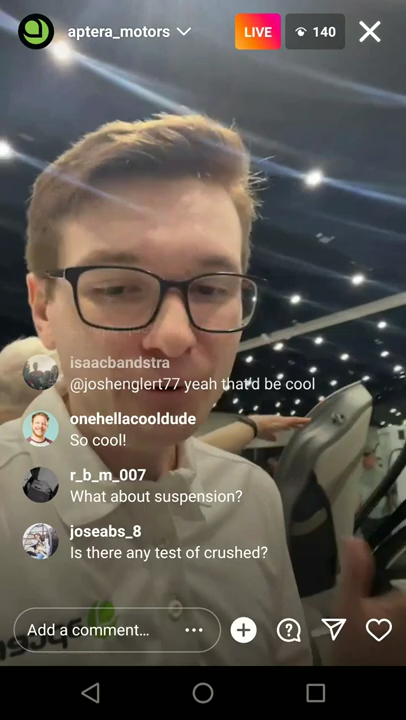 aptera_motors
LIVE
140
isaacbandstra
@joshenglert77 yeah that'd be cool
onehellacooldude
So cool!
r_b_m_007
What about suspension?
joseabs_8
Is there any test of crushed?
Add a comment…